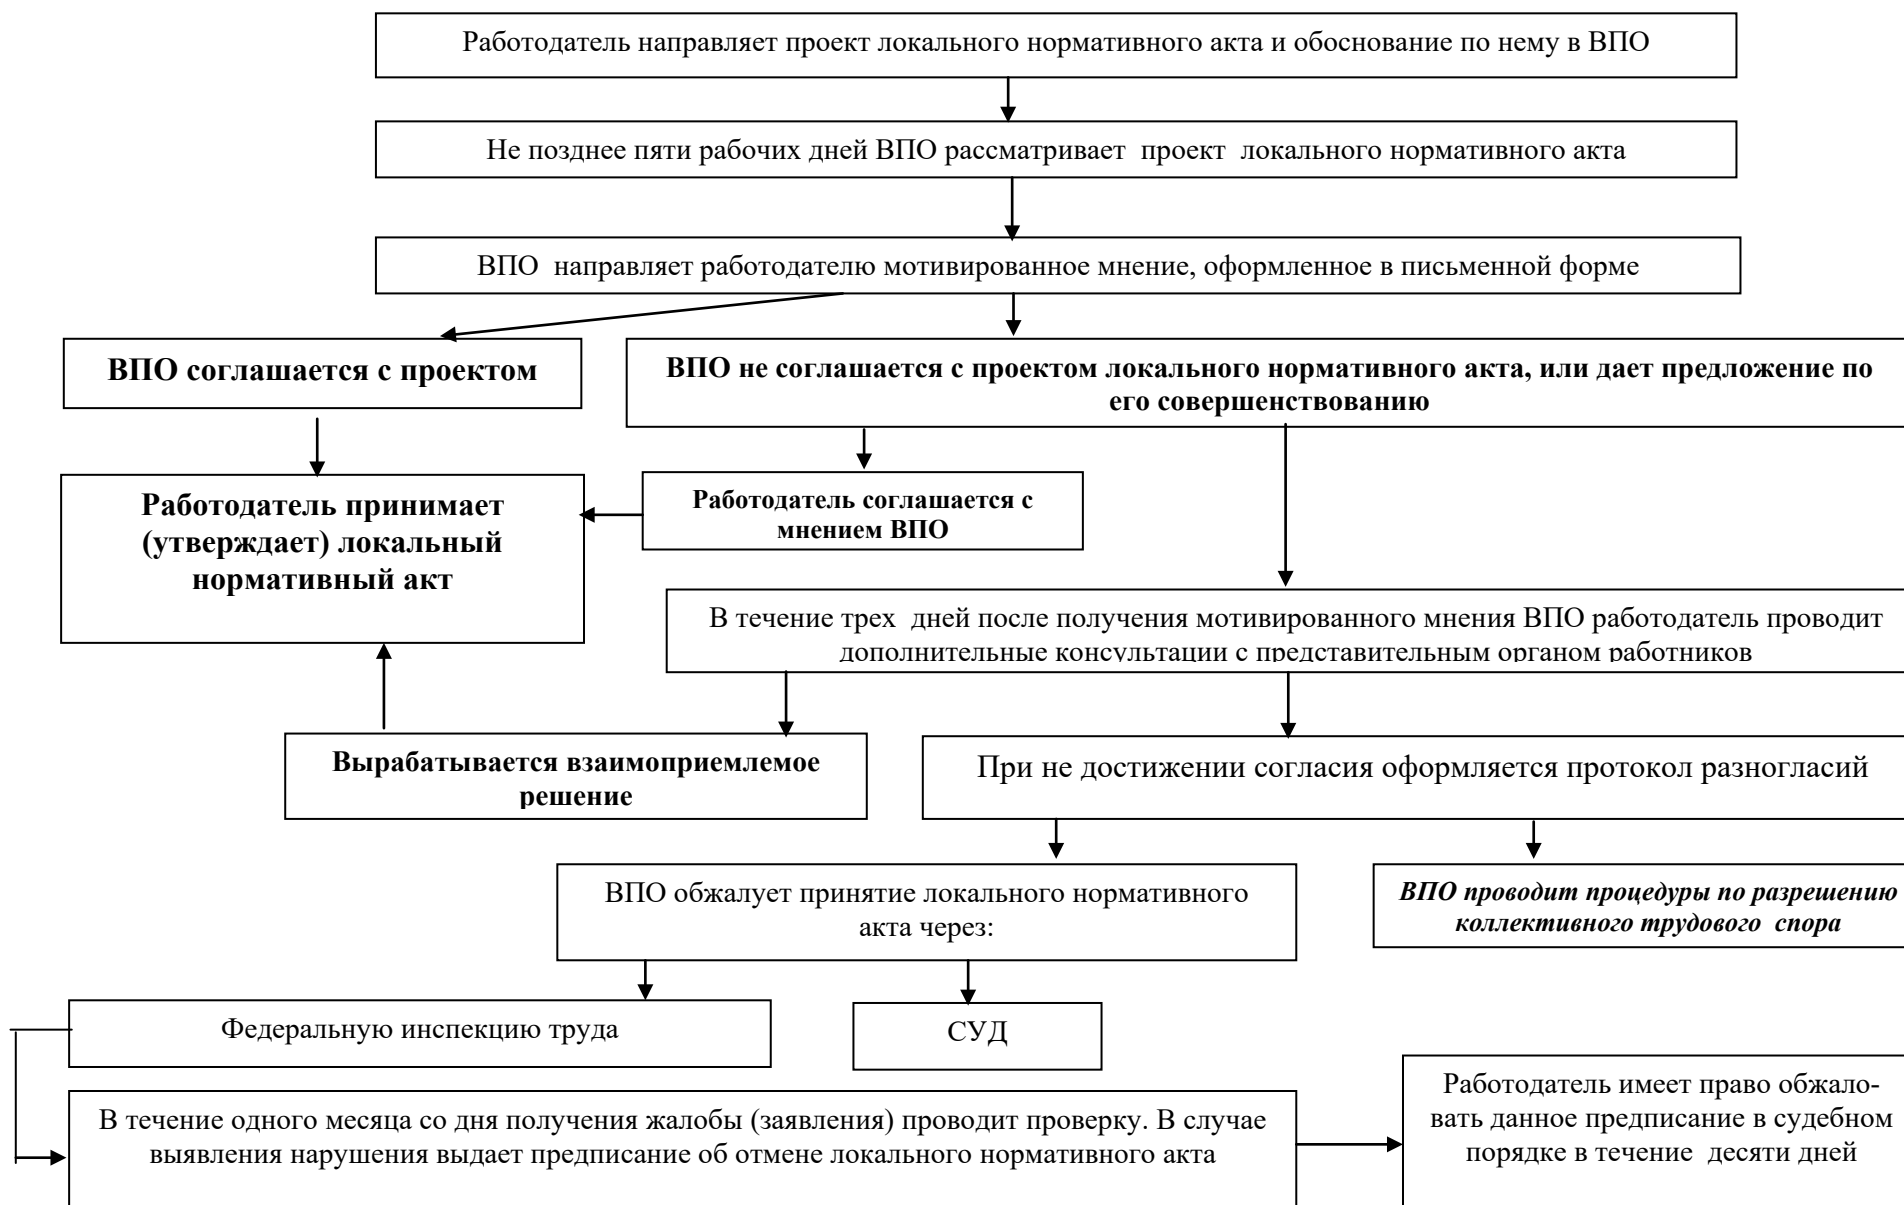 Работодатель направляет проект локального нормативного акта и обоснование по нему в ВПО
Не позднее пяти рабочих дней ВПО рассматривает проект локального нормативного акта
ВПО направляет работодателю мотивированное мнение, оформленное в письменной форме
ВПО соглашается с проектом
ВПО не соглашается с проектом локального нормативного акта, или дает предложение по
его совершенствованию
Работодатель принимает
(утверждает) локальный
нормативный акт
Работодатель соглашается с
мнением ВПО
В течение трех дней после получения мотивированного мнения ВПО работодатель проводит
дополнительные консультации с представительным органом работников
Вырабатывается взаимоприемлемое
решение
При не достижении согласия оформляется протокол разногласий
ВПО обжалует принятие локального нормативного
акта через:
ВПО проводит процедуры по разрешению
коллективного трудового спора
Федеральную инспекцию труда
СУД
В течение одного месяца со дня получения жалобы (заявления) проводит проверку. В случае
выявления нарушения выдает предписание об отмене локального нормативного акта
Работодатель имеет право обжало-
вать данное предписание в судебном
порядке в течение десяти дней